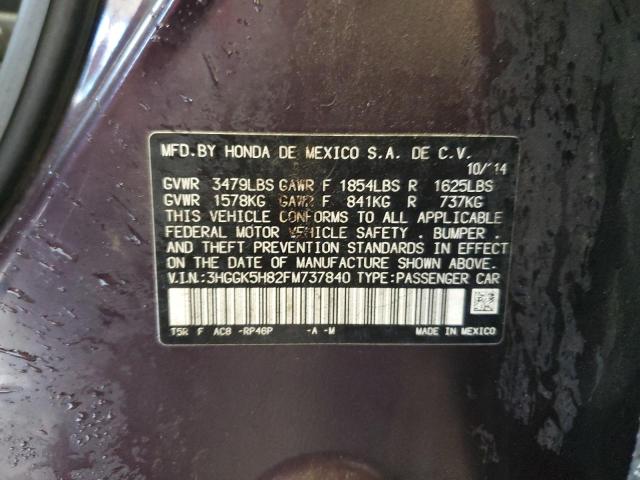 MFD.BY HONDA DE MEXICO S.A. DE C.V.
10/14
GVWR 3479LBS GAWR F 1854LBS R 1625LBS
GVWR 1578KG GAWR F 841KG R 737KG
THIS VEHICLE CONFORMS TO ALL APPLICABLE
FEDERAL MOTOR VEHICLE SAFETY , BUMPER ,
AND THEFT PREVENTION STANDARDS IN EFFECT
ON THE DATE OF MANUFACTURE SHOWN ABOVE.
V.I.N.:3HGGK5H82FM737840 TYPE:PASSENGER CAR
T5R F AC8 -RP46P -A -M MADE IN MEXICO